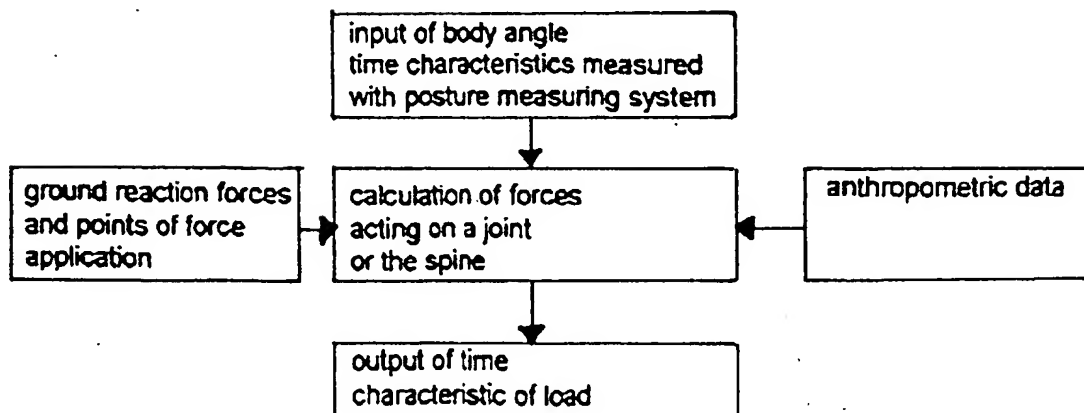 input of body angle
time characteristics measured
with posture measuring system
ground reaction forces
and points of force
application
calculation of forces
acting on a joint
or the spine
anthropometric data
output of time
characteristic of load